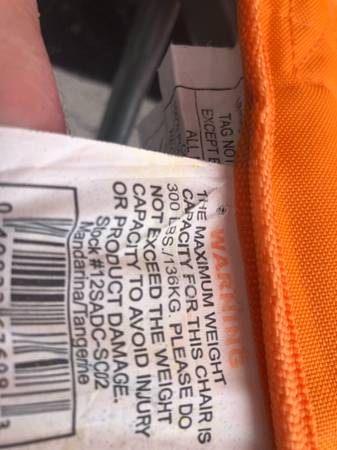 WARNING
THE MAXIMUM WEIGHT
CAPACITY FOR THIS CHAIR IS
300 LBS./136KG. PLEASE DO
NOT EXCEED THE WEIGHT
CAPACITY TO AVOID INJURY
OR PRODUCT DAMAGE.
Stock #12SADC-SC02
Mandarina/Tangerine
TAG NOT
EXCEPT B
ALL